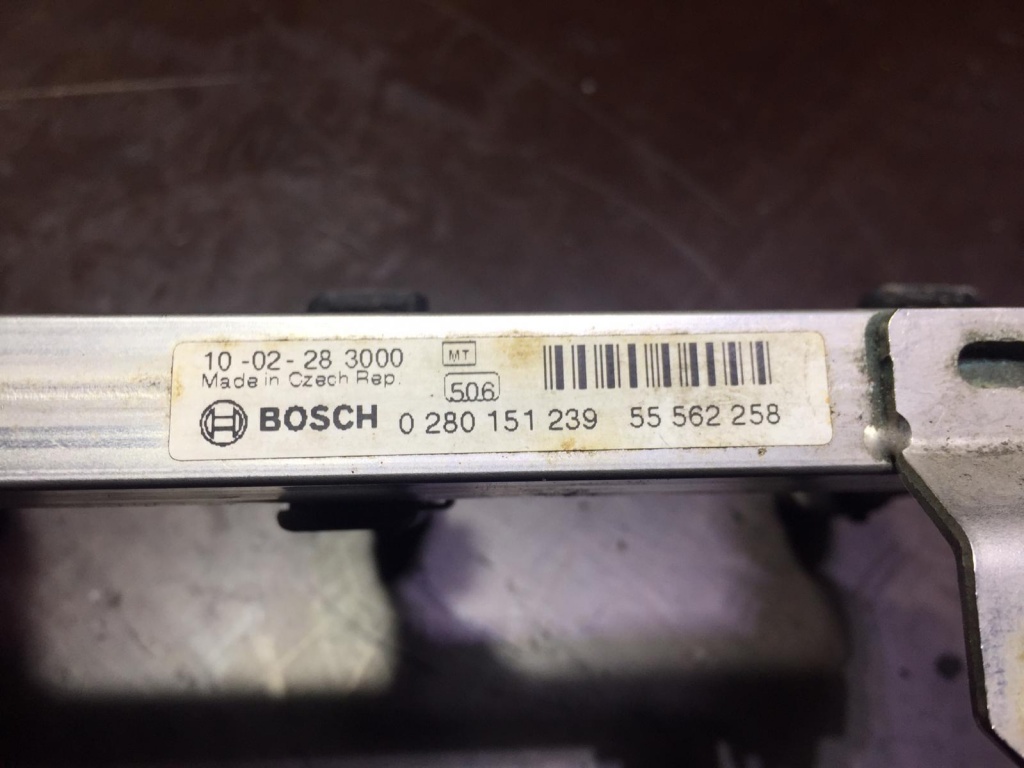 10-02-28 3000 MT
Made in Czech Rep. 506
BOSCH 0 280 151 239 55 562 258